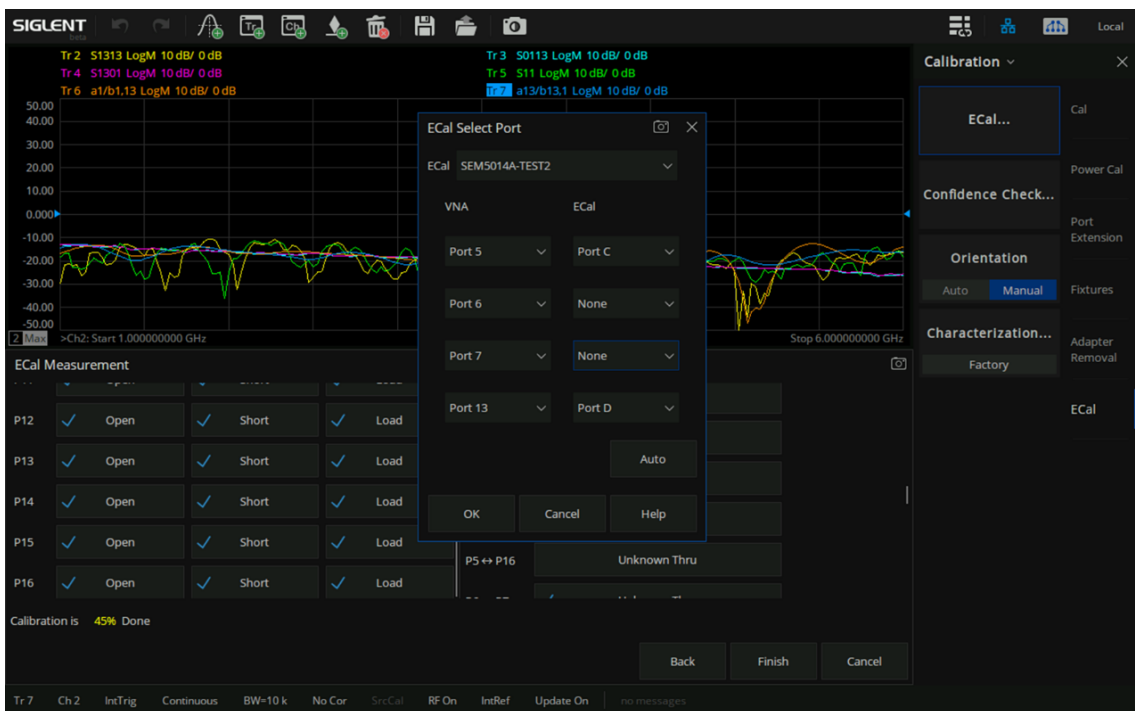 SIGLENT
beta
Tr
Ch
Local
Tr 2 S1313 LogM 10 dB/ 0 dB
Tr 3 S0113 LogM 10 dB/ 0 dB
Tr 4 S1301 LogM 10 dB/ 0 dB
Tr 5 S11 LogM 10 dB/ 0 dB
Tr 6 a1/b1,13 LogM 10 dB/ 0 dB
Tr 7 a13/b13,1 LogM 10 dB/ 0 dB
50.00
40.00
30.00
20.00
10.00
0.000
-10.00
-20.00
-30.00
-40.00
-50.00
2 Max >Ch2: Start 1.000000000 GHz
Stop 6.000000000 GHz
ECal Select Port
ECal SEM5014A-TEST2
VNA ECal
Port 5 Port C
Port 6 None
Port 7 None
Port 13 Port D
Auto
OK Cancel Help
ECal Measurement
P12 Open Short Load
P13 Open Short Load
P14 Open Short Load
P15 Open Short Load
P16 Open Short Load
P5 ↔ P16 Unknown Thru
Calibration is 45% Done
Back Finish Cancel
Calibration
ECal...
Confidence Check...
Orientation
Auto Manual
Characterization...
Factory
Cal
Power Cal
Port
Extension
Fixtures
Adapter
Removal
ECal
Tr 7 Ch 2 IntTrig Continuous BW=10 k No Cor SrcCal RF On IntRef Update On no messages